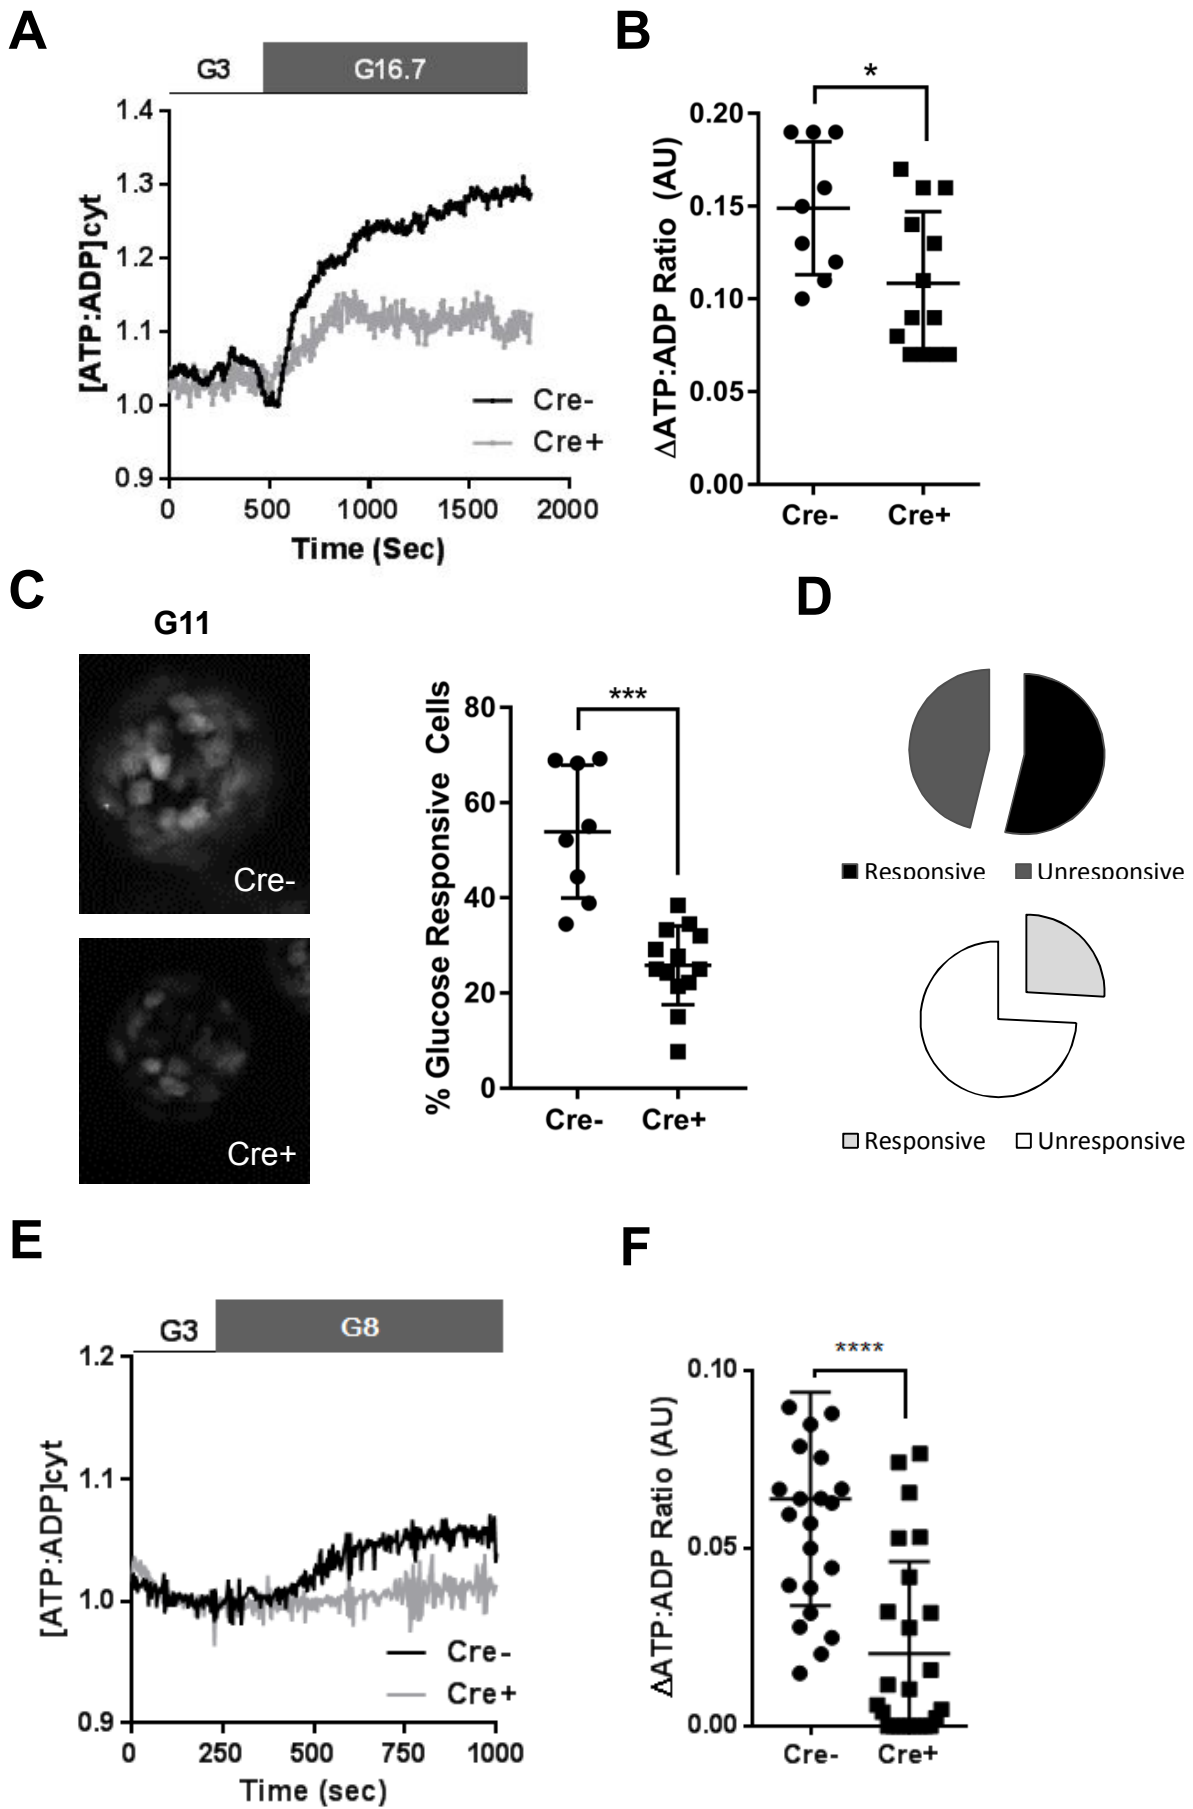 A
G3 G16.7
1.4
1.3
1.2
1.1
1.0
0.9
[ATP:ADP]cyt
Cre-
Cre+
0 500 1000 1500 2000
Time (Sec)
B
*
0.20
0.15
0.10
0.05
0.00
ΔATP:ADP Ratio (AU)
Cre- Cre+
C
G11
Cre-
Cre+
***
80
60
40
20
0
% Glucose Responsive Cells
Cre- Cre+
D
Responsive Unresponsive
Responsive Unresponsive
E
G3 G8
1.2
1.1
1.0
0.9
[ATP:ADP]cyt
Cre-
Cre+
0 250 500 750 1000
Time (sec)
F
****
0.10
0.05
0.00
ΔATP:ADP Ratio (AU)
Cre- Cre+